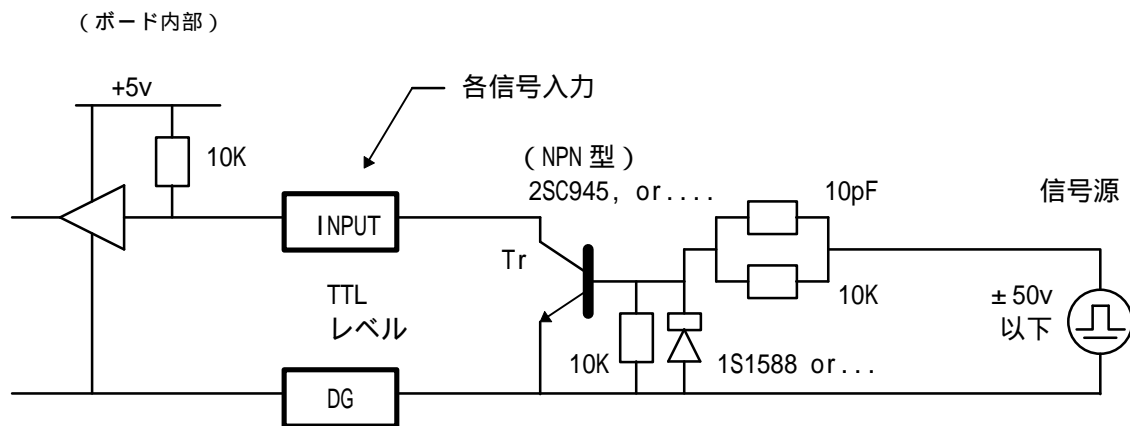 （ボード内部）
+5v
各信号入力
10K
（NPN 型）
2SC945, or....
10pF
信号源
INPUT
Tr
10K
TTL
レベル
±50v
以下
10K
1S1588 or...
DG